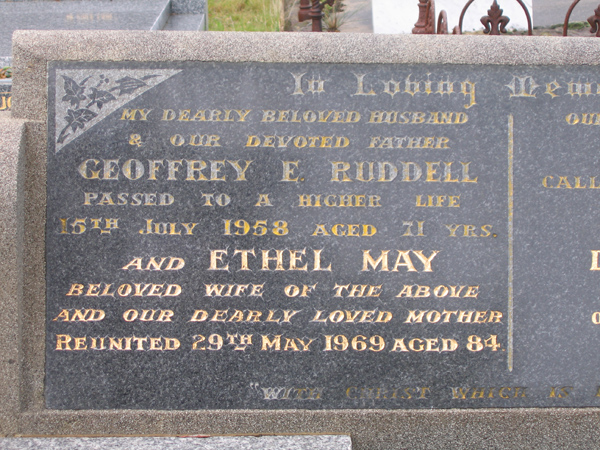 In Loving
MY DEARLY BELOVED HUSBAND
& OUR DEVOTED FATHER
GEOFFREY E. RUDDELL
PASSED TO A HIGHER LIFE
15TH JULY 1958 AGED 71 YRS.
AND ETHEL MAY
BELOVED WIFE OF THE ABOVE
AND OUR DEARLY LOVED MOTHER
REUNITED 29TH MAY 1969 AGED 84.
"WITH CHRIST WHICH IS